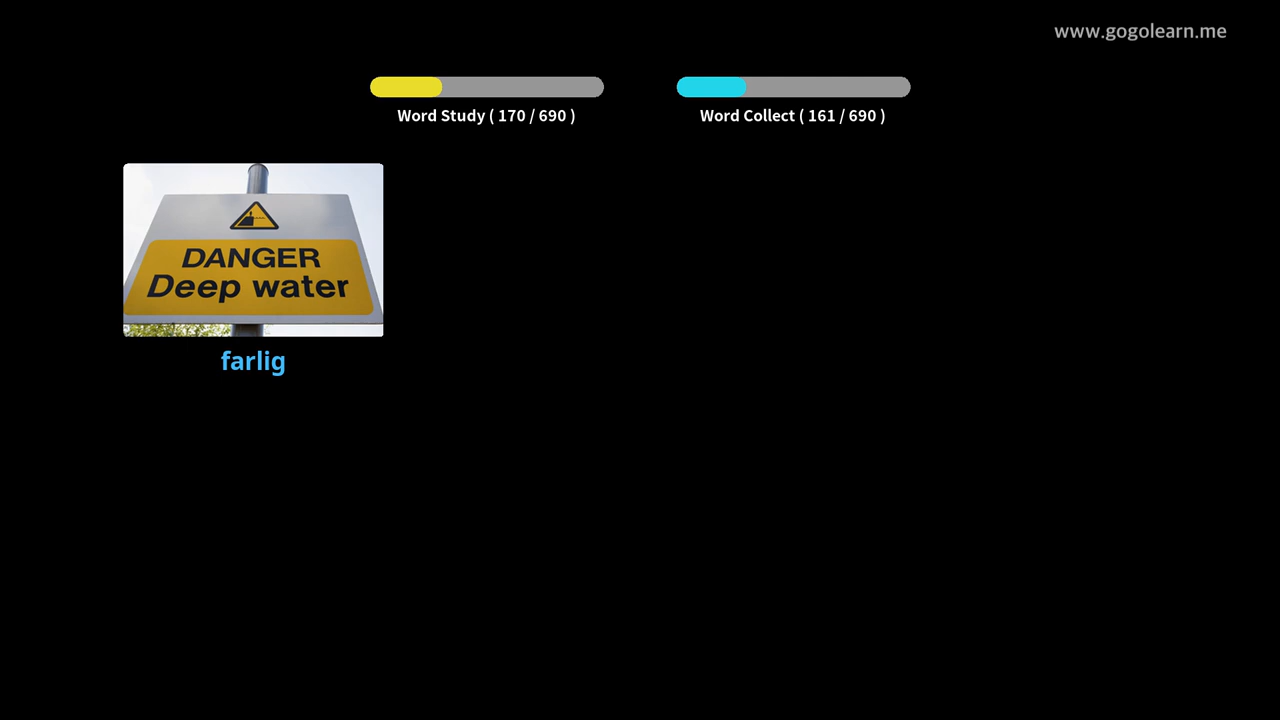 www.gogolearn.me
Word Study ( 170 / 690 )
Word Collect ( 161 / 690 )
DANGER
Deep water
farlig